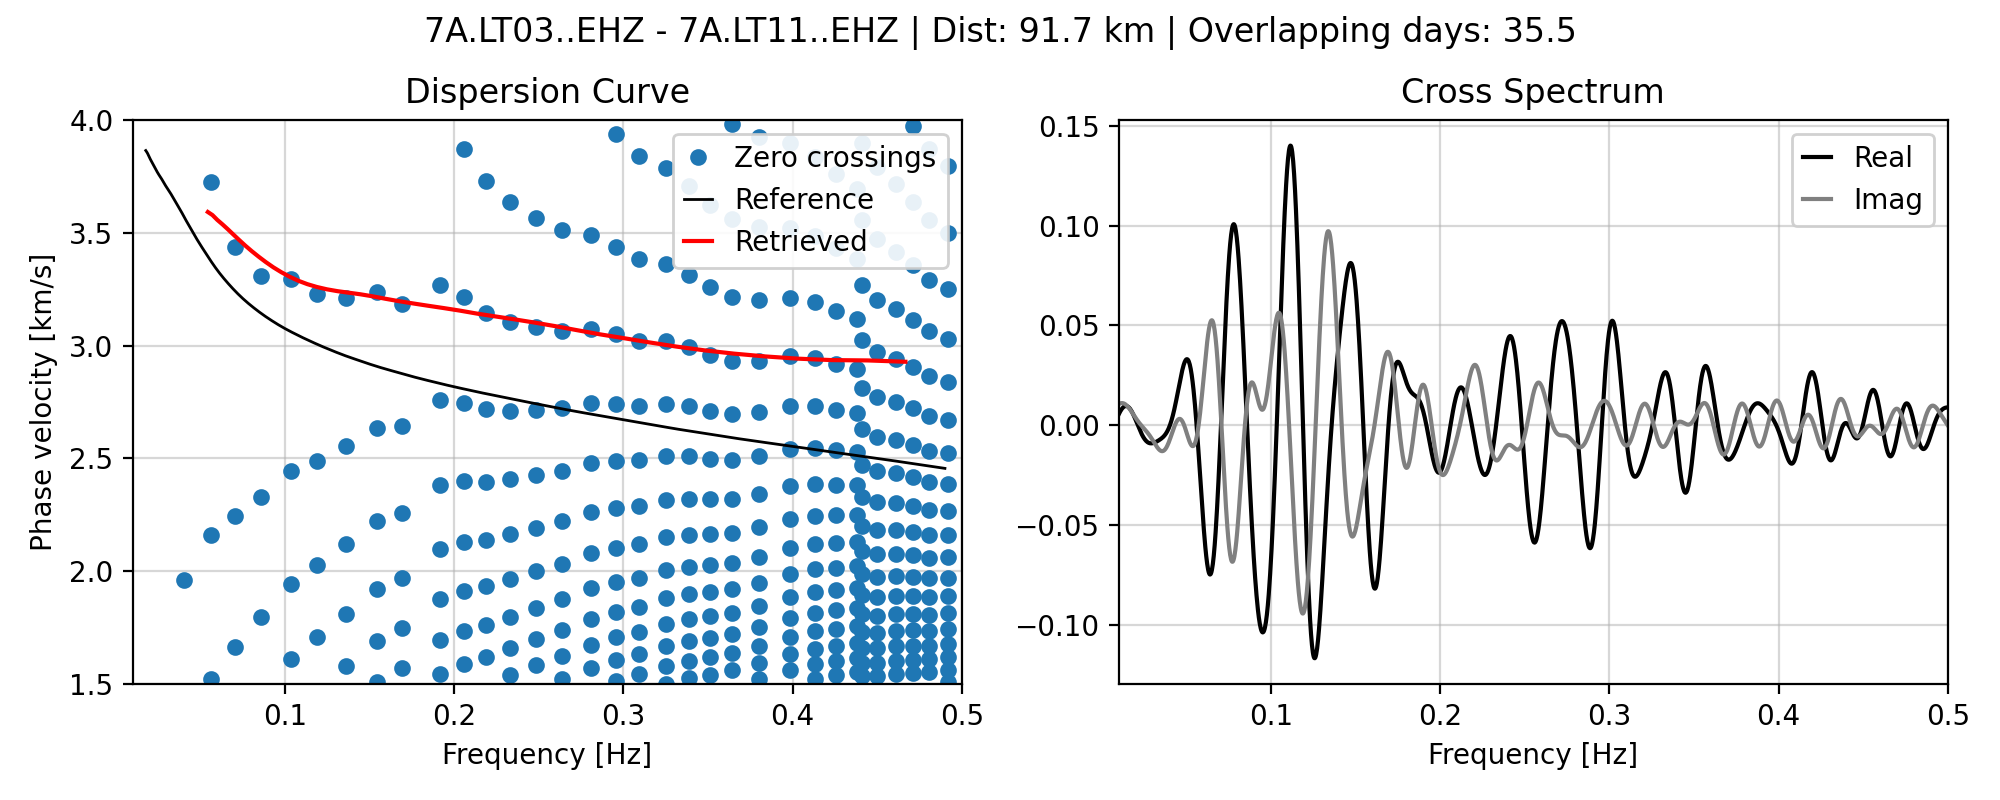 7A.LT03..EHZ - 7A.LT11..EHZ | Dist: 91.7 km | Overlapping days: 35.5
Dispersion Curve
4.0
3.5
3.0
2.5
2.0
1.5
Phase velocity [km/s]
Zero crossings
Reference
Retrieved
0.1 0.2 0.3 0.4 0.5
Frequency [Hz]
Cross Spectrum
0.15
0.10
0.05
0.00
−0.05
−0.10
Real
Imag
0.1 0.2 0.3 0.4 0.5
Frequency [Hz]